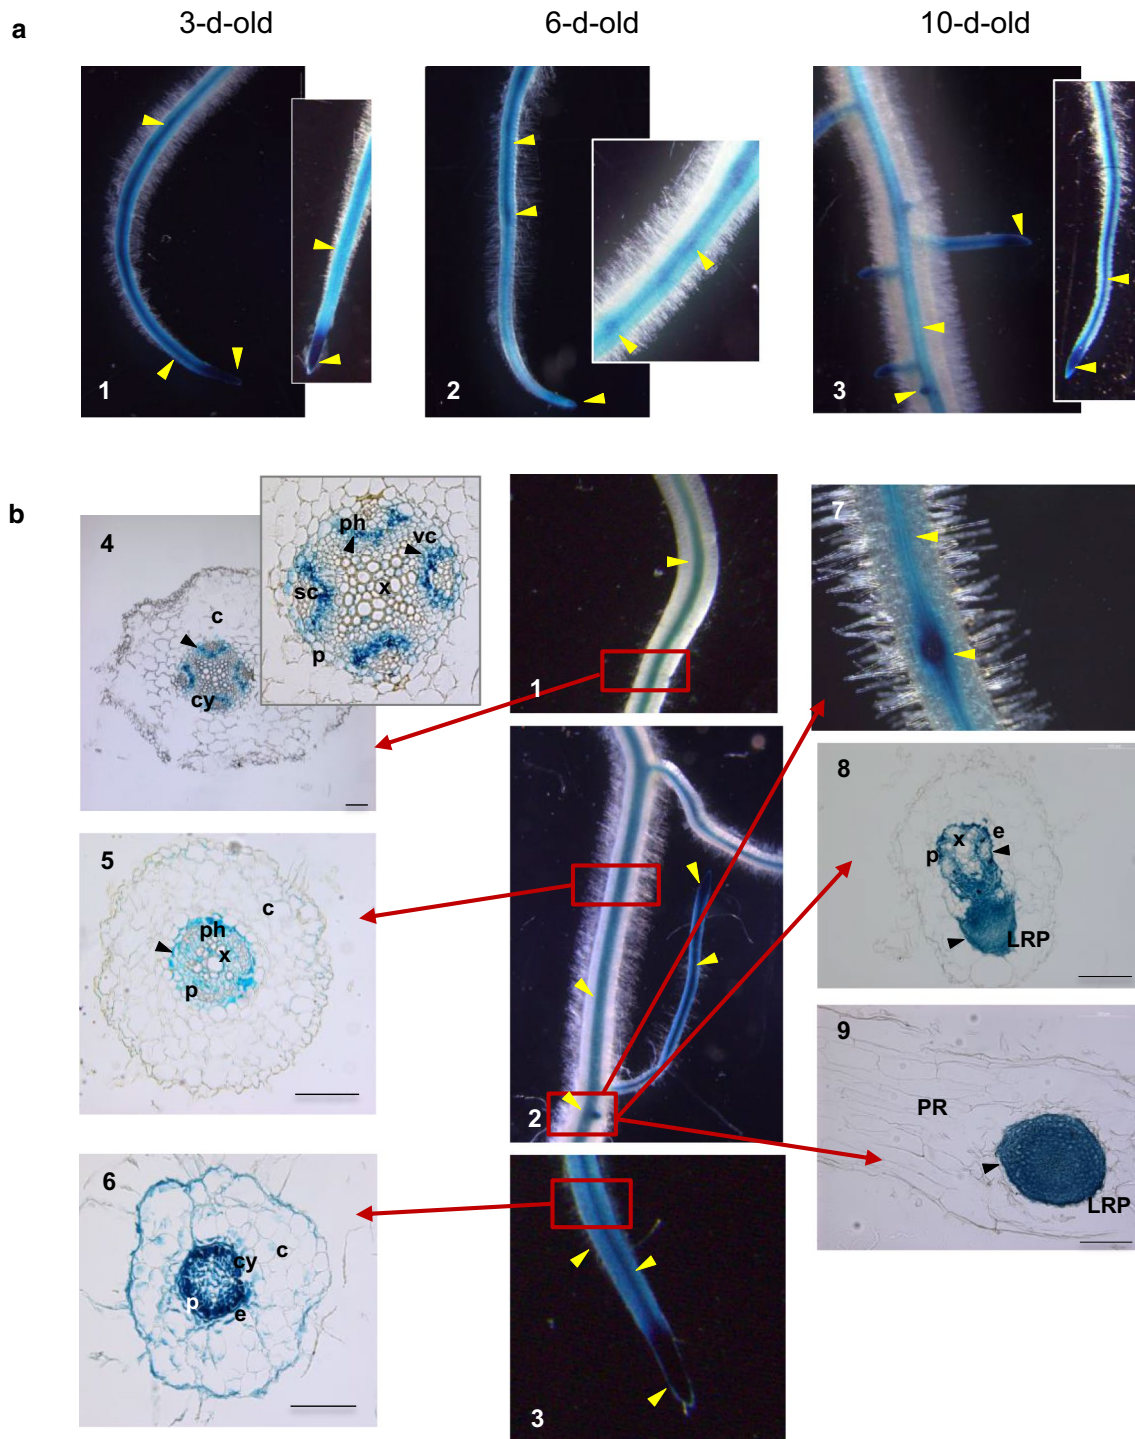 a
3-d-old 6-d-old 10-d-old
1 2 3
b
4 c cy
ph vc sc x p
1
7
5 c ph x p
2
8 x e p LRP
9 PR LRP
6 cy c p e
3